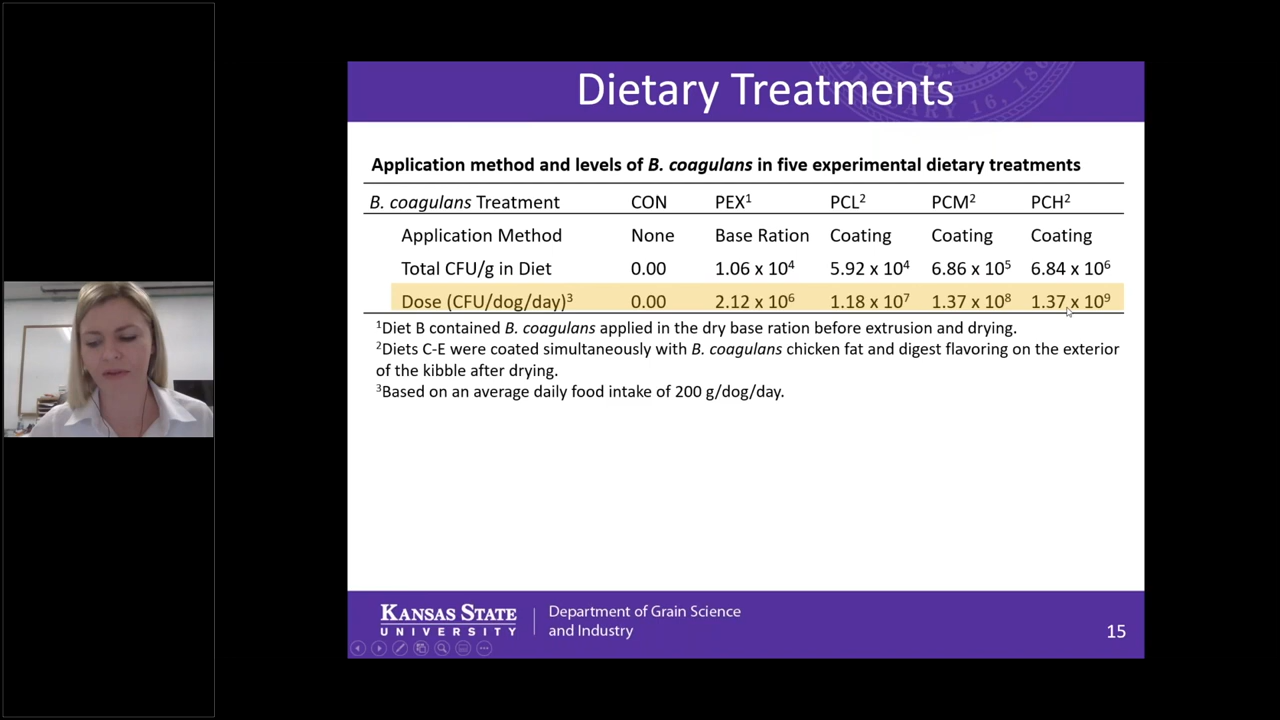 Dietary Treatments
Application method and levels of B. coagulans in five experimental dietary treatments
B. coagulans Treatment CON PEX¹ PCL² PCM² PCH²
Application Method None Base Ration Coating Coating Coating
Total CFU/g in Diet 0.00 1.06 x 10⁴ 5.92 x 10⁴ 6.86 x 10⁵ 6.84 x 10⁶
Dose (CFU/dog/day)³ 0.00 2.12 x 10⁶ 1.18 x 10⁷ 1.37 x 10⁸ 1.37 x 10⁹
¹Diet B contained B. coagulans applied in the dry base ration before extrusion and drying.
²Diets C-E were coated simultaneously with B. coagulans chicken fat and digest flavoring on the exterior
of the kibble after drying.
³Based on an average daily food intake of 200 g/dog/day.
KANSAS STATE
UNIVERSITY
Department of Grain Science
and Industry
15